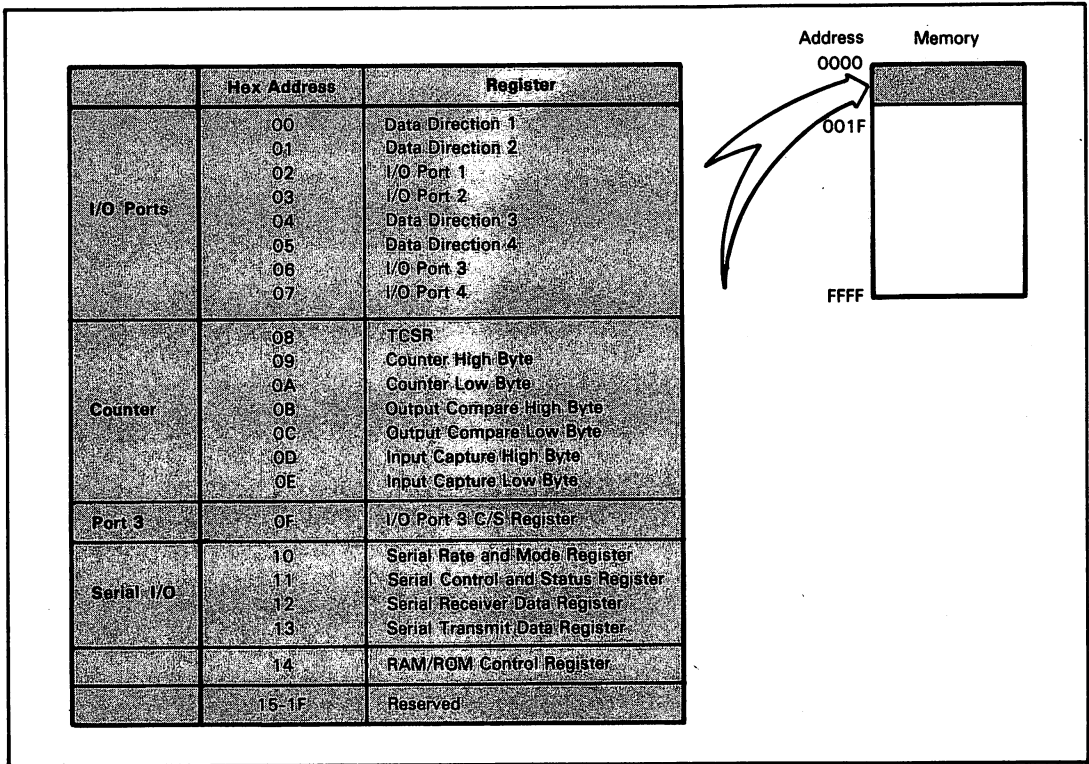 Address Memory
0000
001F
FFFF
Hex Address Register
I/O Ports
00 Data Direction 1
01 Data Direction 2
02 I/O Port 1
03 I/O Port 2
04 Data Direction 3
05 Data Direction 4
06 I/O Port 3
07 I/O Port 4
Counter
08 TCSR
09 Counter High Byte
0A Counter Low Byte
0B Output Compare High Byte
0C Output Compare Low Byte
0D Input Capture High Byte
0E Input Capture Low Byte
Port 3 0F I/O Port 3 C/S Register
Serial I/O
10 Serial Rate and Mode Register
11 Serial Control and Status Register
12 Serial Receiver Data Register
13 Serial Transmit Data Register
14 RAM/ROM Control Register
15-1F Reserved